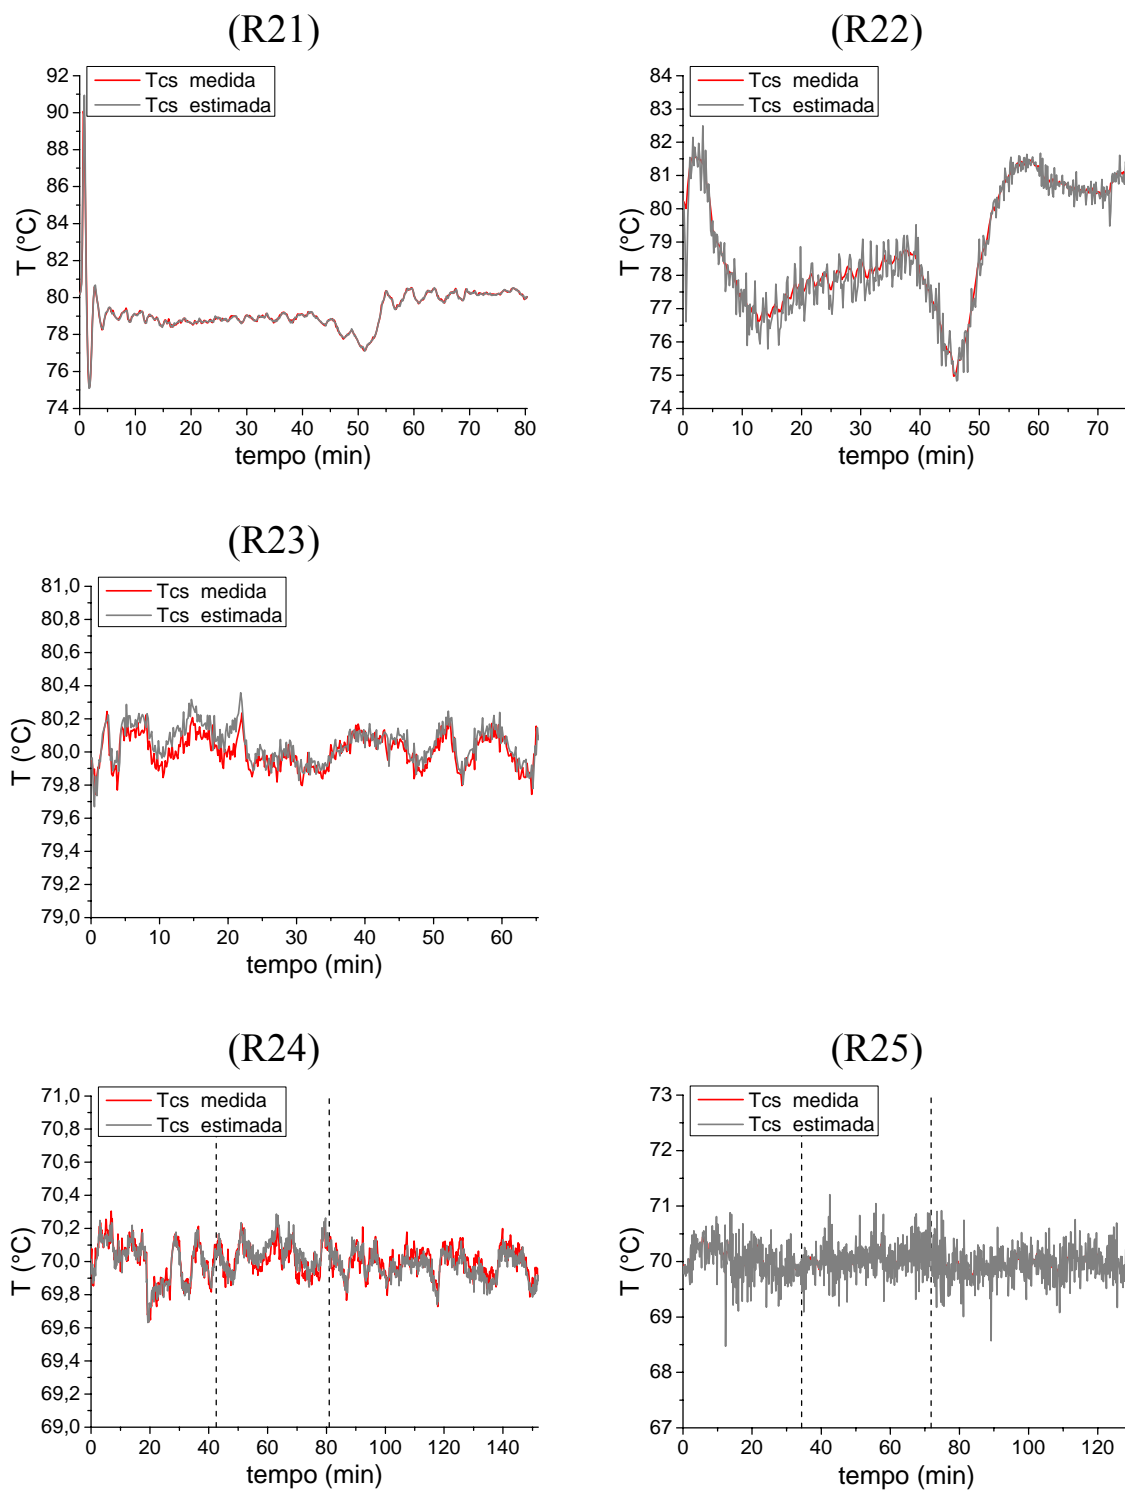 (R21)
Tcs medida
Tcs estimada
92
90
88
86
84
82
80
78
76
74
T (°C)
0 10 20 30 40 50 60 70 80
tempo (min)
(R22)
Tcs medida
Tcs estimada
84
83
82
81
80
79
78
77
76
75
74
T (°C)
0 10 20 30 40 50 60 70
tempo (min)
(R23)
Tcs medida
Tcs estimada
81,0
80,8
80,6
80,4
80,2
80,0
79,8
79,6
79,4
79,2
79,0
T (°C)
0 10 20 30 40 50 60
tempo (min)
(R24)
Tcs medida
Tcs estimada
71,0
70,8
70,6
70,4
70,2
70,0
69,8
69,6
69,4
69,2
69,0
T (°C)
0 20 40 60 80 100 120 140
tempo (min)
(R25)
Tcs medida
Tcs estimada
73
72
71
70
69
68
67
T (°C)
0 20 40 60 80 100 120
tempo (min)